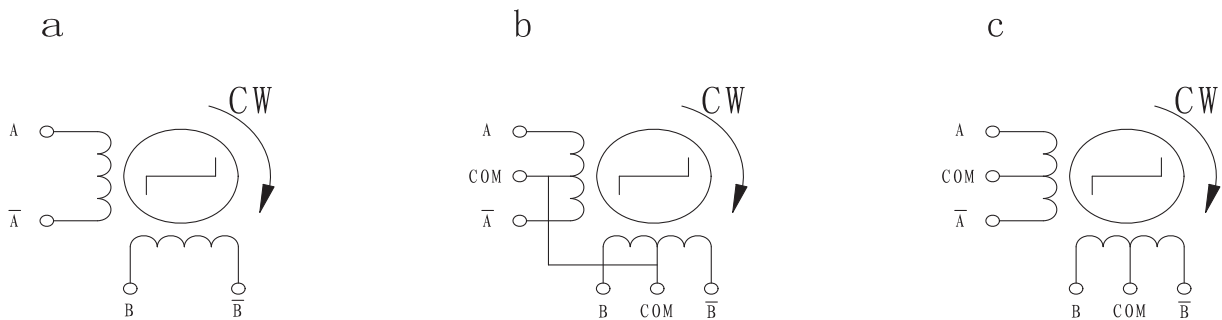 a b c
CW CW CW
A A A
COM COM
A̅ A̅ A̅
B B̅ B COM B̅ B COM B̅